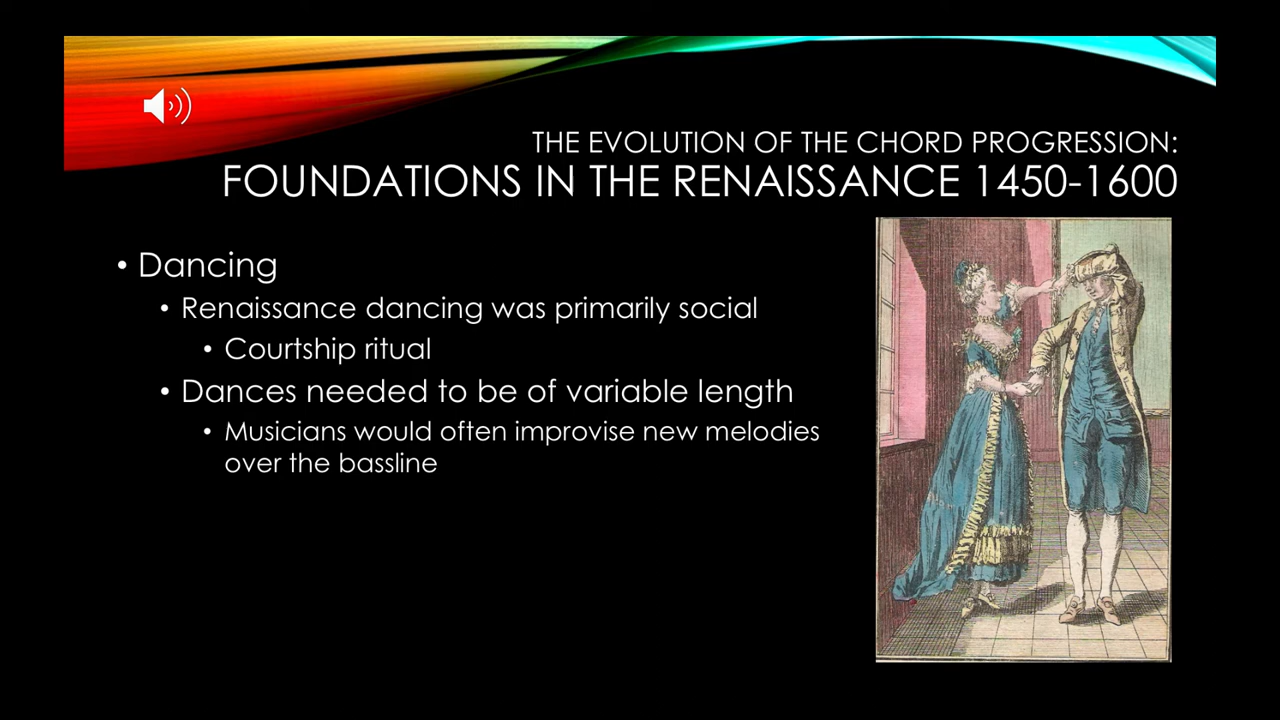 THE EVOLUTION OF THE CHORD PROGRESSION:
FOUNDATIONS IN THE RENAISSANCE 1450-1600
• Dancing
• Renaissance dancing was primarily social
• Courtship ritual
• Dances needed to be of variable length
• Musicians would often improvise new melodies
over the bassline